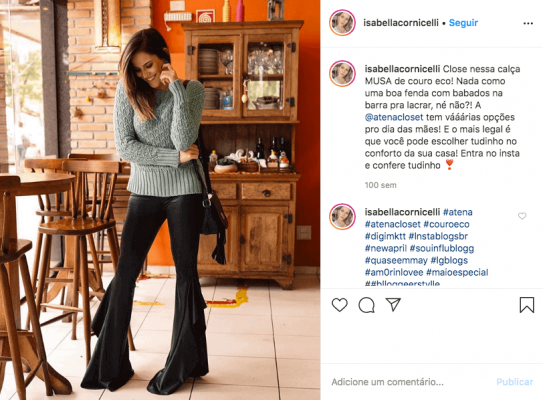 isabellacornicelli • Seguir
isabellacornicelli Close nessa calça
MUSA de couro eco! Nada como
uma boa fenda com babados na
barra pra lacrar, né não?! A
@atenacloset tem vááárias opções
pro dia das mães! E o mais legal é
que você pode escolher tudinho no
conforto da sua casa! Entra no insta
e confere tudinho ❣️
100 sem
isabellacornicelli #atena
#atenacloset #couroeco
#digimktt #Instablogsbr
#newapril #souinflublogg
#quaseemmay #lgblogs
#am0rinlovee #maioespecial
##blloggeerstylle
Adicione um comentário...
Publicar